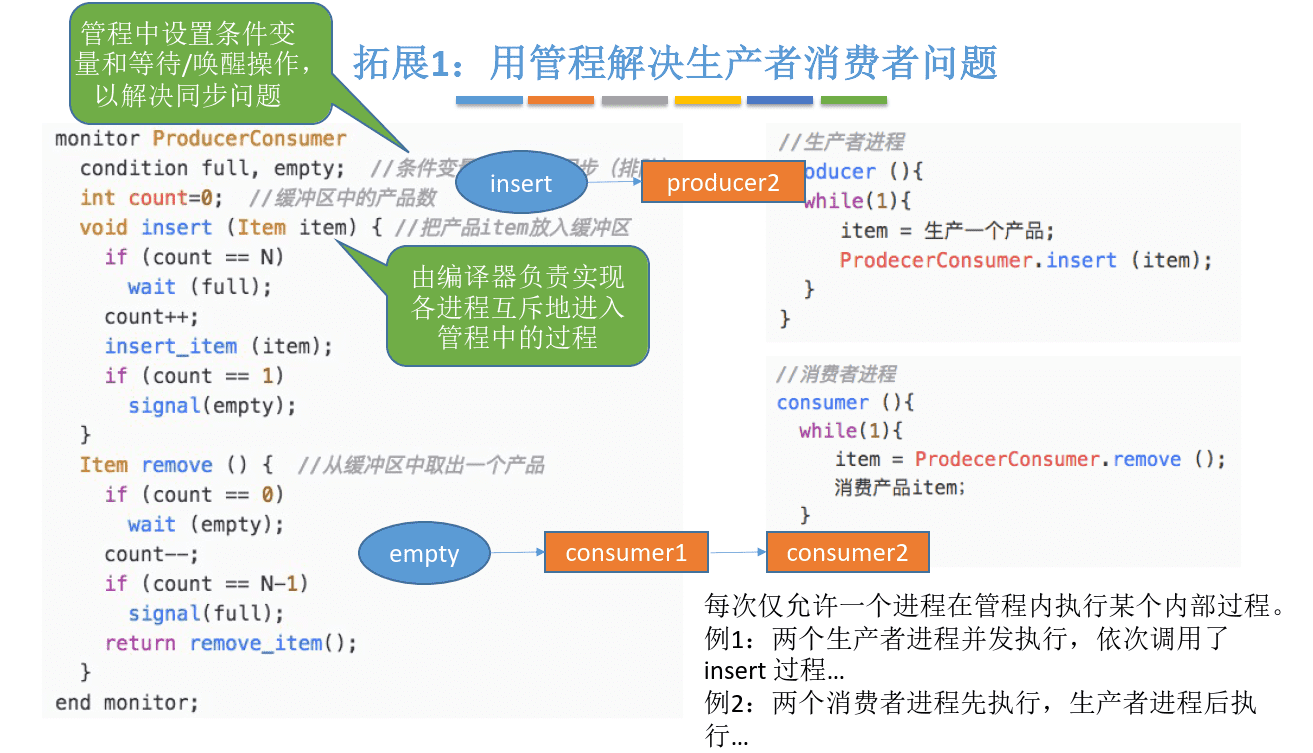 管程中设置条件变
量和等待/唤醒操作，
以解决同步问题
拓展1：用管程解决生产者消费者问题
monitor ProducerConsumer
condition full, empty; //条件变量 步（排队）
int count=0; //缓冲区中的产品数
void insert (Item item) { //把产品item放入缓冲区
if (count == N)
wait (full);
count++;
insert_item (item);
if (count == 1)
signal(empty);
}
Item remove () { //从缓冲区中取出一个产品
if (count == 0)
wait (empty);
count--;
if (count == N-1)
signal(full);
return remove_item();
}
end monitor;
insert
producer2
由编译器负责实现
各进程互斥地进入
管程中的过程
empty
consumer1
consumer2
//生产者进程
oducer (){
while(1){
item = 生产一个产品;
ProdecerConsumer.insert (item);
}
}
//消费者进程
consumer (){
while(1){
item = ProdecerConsumer.remove ();
消费产品item;
}
每次仅允许一个进程在管程内执行某个内部过程。
例1：两个生产者进程并发执行，依次调用了
insert 过程…
例2：两个消费者进程先执行，生产者进程后执
行…